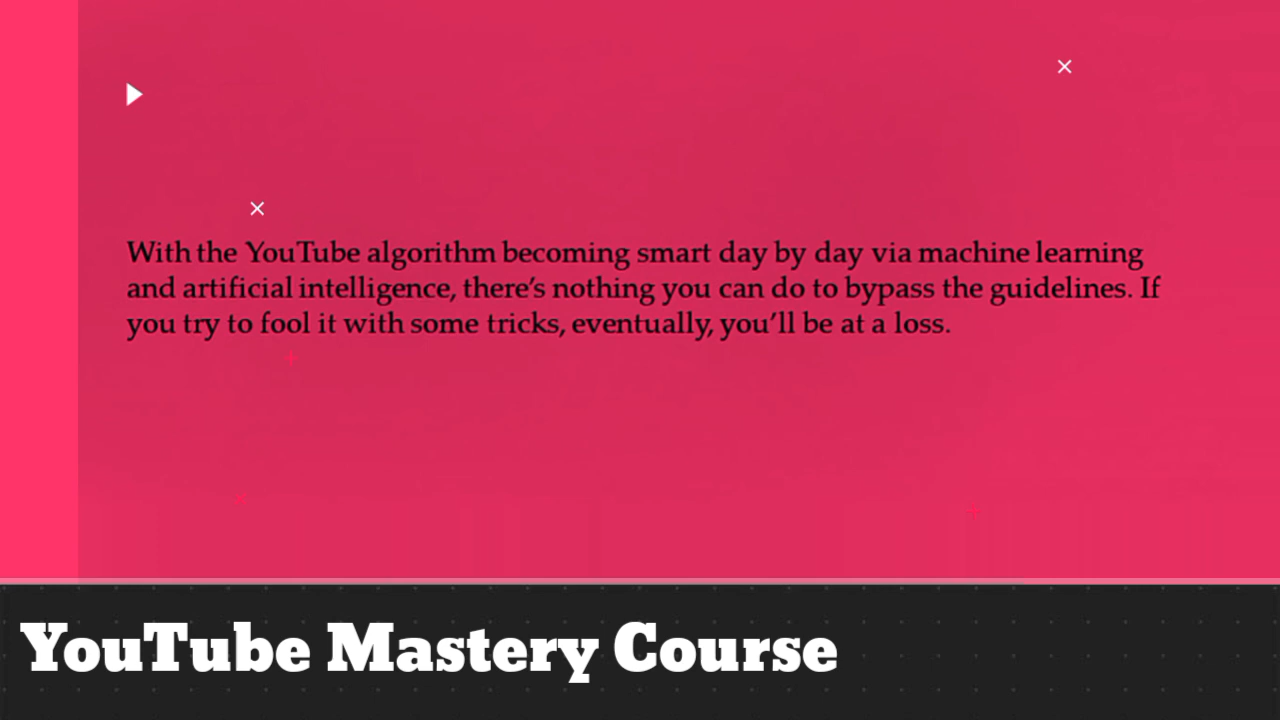 With the YouTube algorithm becoming smart day by day via machine learning
and artificial intelligence, there’s nothing you can do to bypass the guidelines. If
you try to fool it with some tricks, eventually, you’ll be at a loss.
YouTube Mastery Course